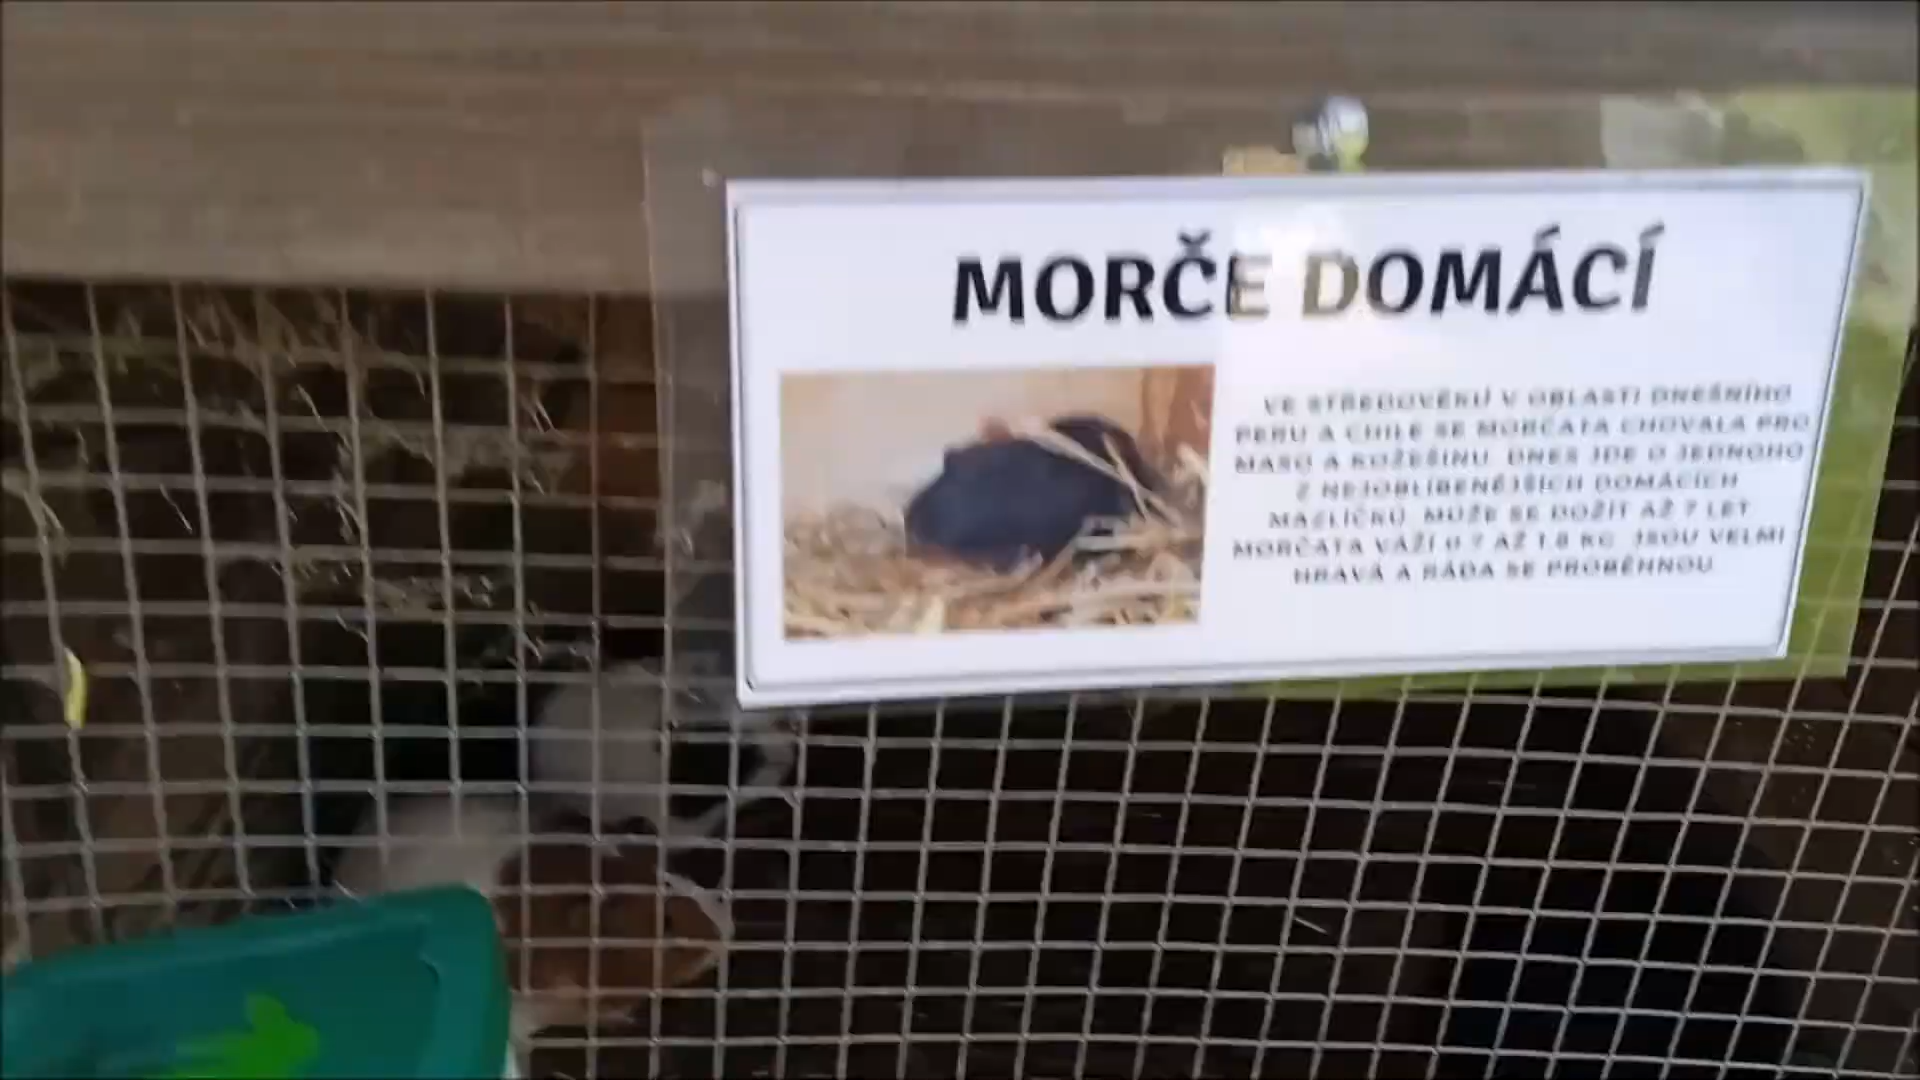 MORČE DOMÁCÍ
VE STŘEDOVĚKU V OBLASTI DNEŠNÍHO
PERU A CHILE SE MORČATA CHOVALA PRO
MASO A KOŽEŠINU. DNES JDE O JEDNOHO
Z NEJOBLÍBENĚJŠÍCH DOMÁCÍCH
MAZLÍČKŮ. MŮŽE SE DOŽÍT AŽ 7 LET.
MORČATA VÁŽÍ 0,7 AŽ 1,8 KG. JSOU VELMI
HRAVÁ A RÁDA SE PROBĚHNOU.